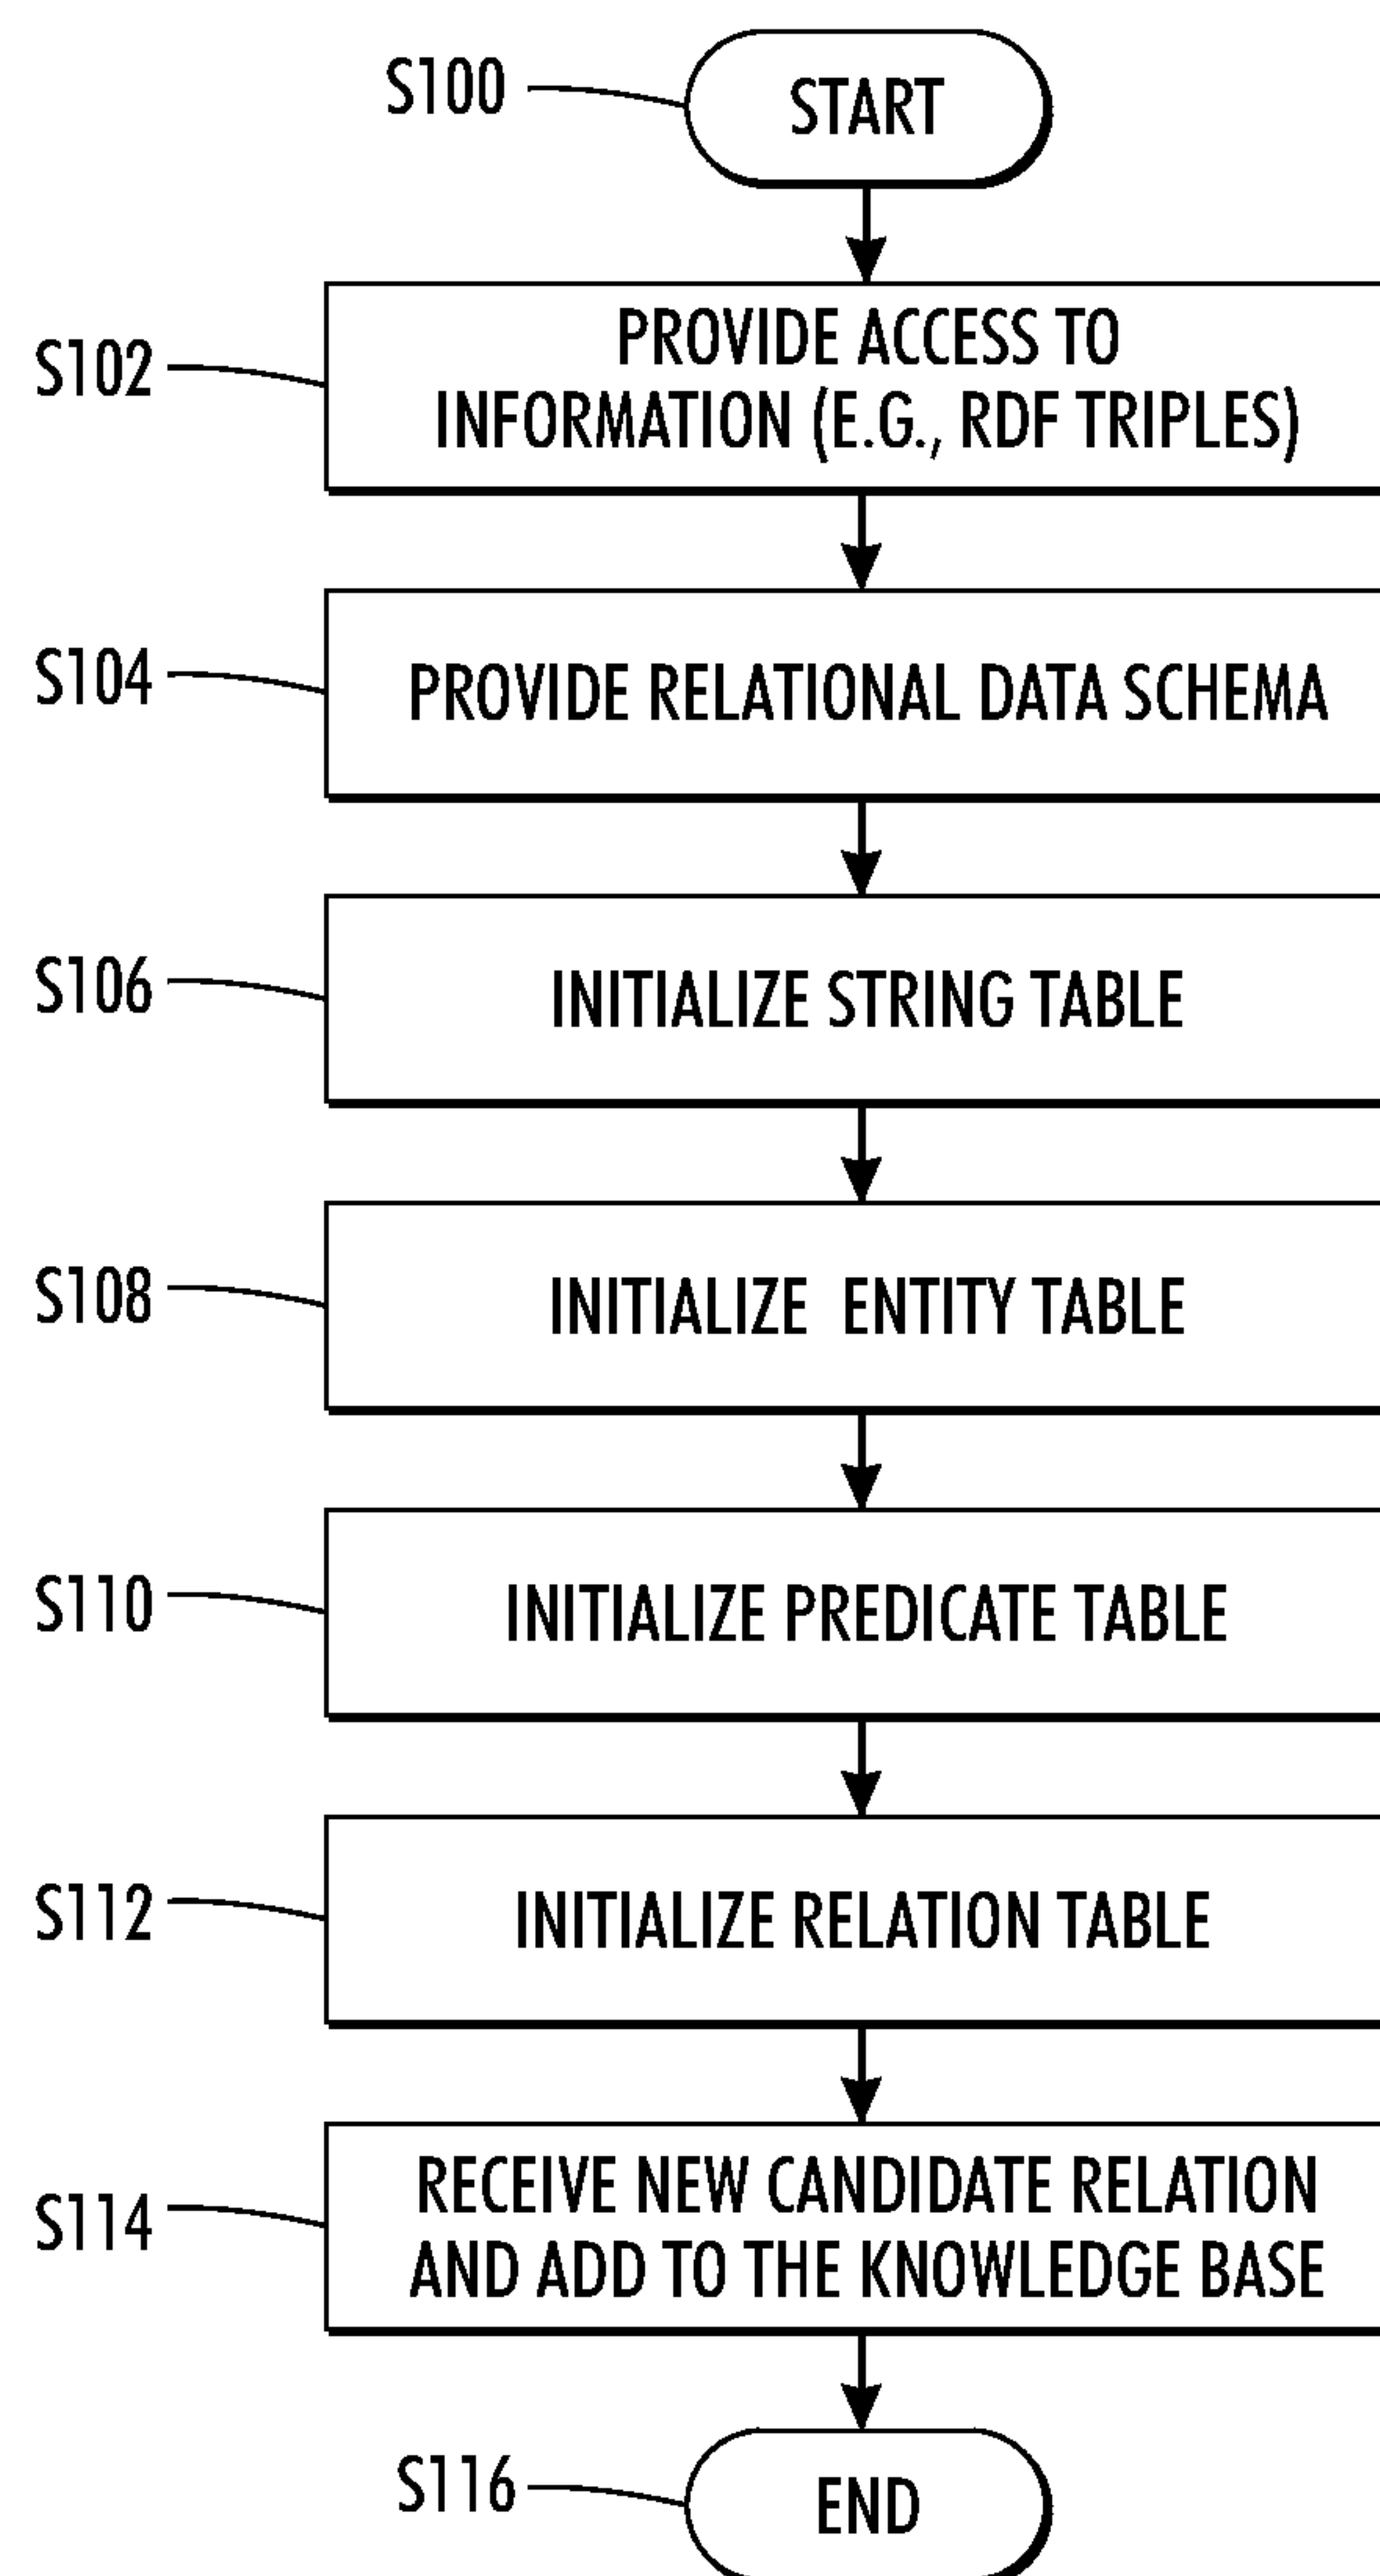 S100
START
S102
PROVIDE ACCESS TO
INFORMATION (E.G., RDF TRIPLES)
S104
PROVIDE RELATIONAL DATA SCHEMA
S106
INITIALIZE STRING TABLE
S108
INITIALIZE ENTITY TABLE
S110
INITIALIZE PREDICATE TABLE
S112
INITIALIZE RELATION TABLE
S114
RECEIVE NEW CANDIDATE RELATION
AND ADD TO THE KNOWLEDGE BASE
S116
END